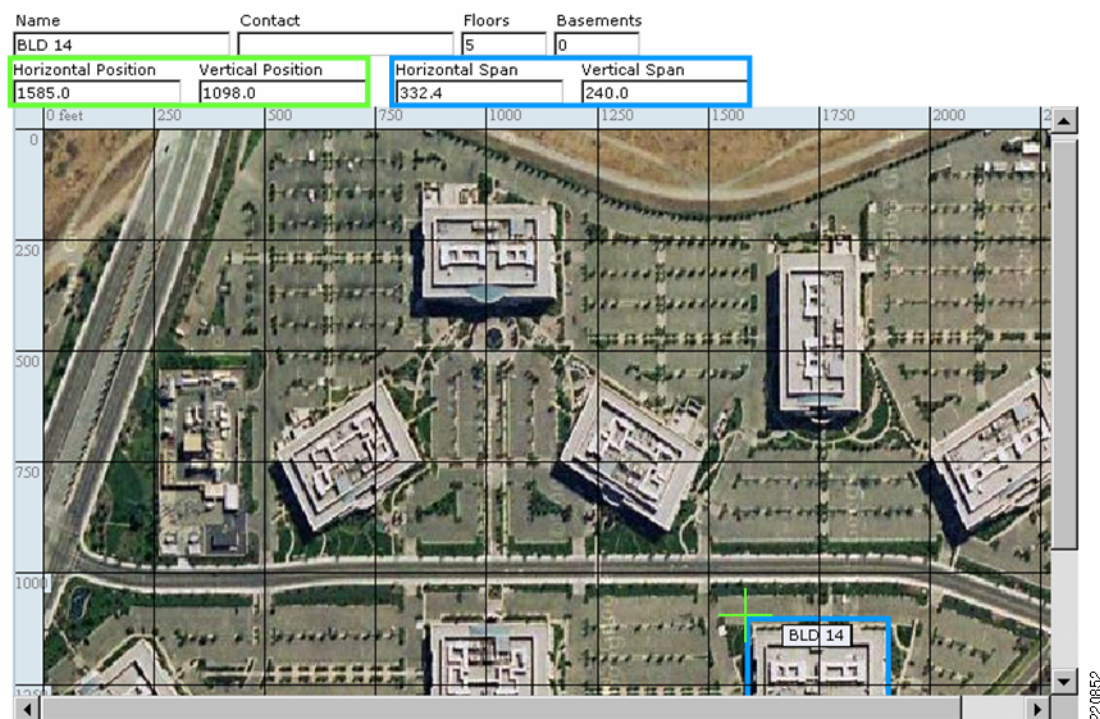 Name Contact Floors Basements
BLD 14 5 0
Horizontal Position Vertical Position Horizontal Span Vertical Span
1585.0 1098.0 332.4 240.0
0 feet 250 500 750 1000 1250 1500 1750 2000 2
0
250
500
750
1000
BLD 14
1250
220852